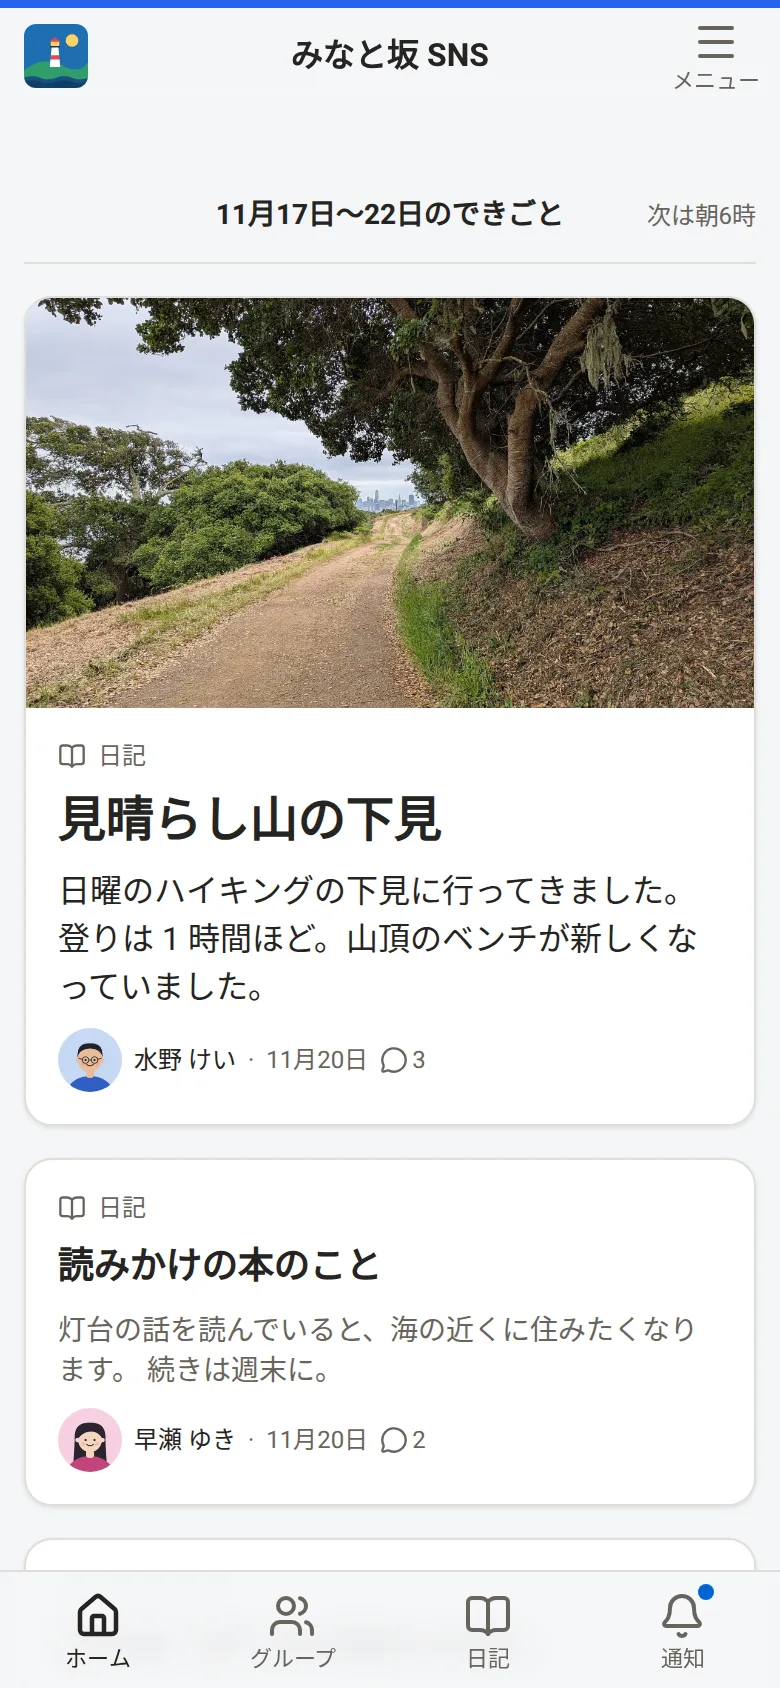 みなと坂 SNS
メニュー
11月17日〜22日のできごと
次は朝6時
日記
見晴らし山の下見
日曜のハイキングの下見に行ってきました。
登りは 1 時間ほど。山頂のベンチが新しくな
っていました。
水野 けい · 11月20日 3
日記
読みかけの本のこと
灯台の話を読んでいると、海の近くに住みたくなり
ます。 続きは週末に。
早瀬 ゆき · 11月20日 2
ホーム
グループ
日記
通知